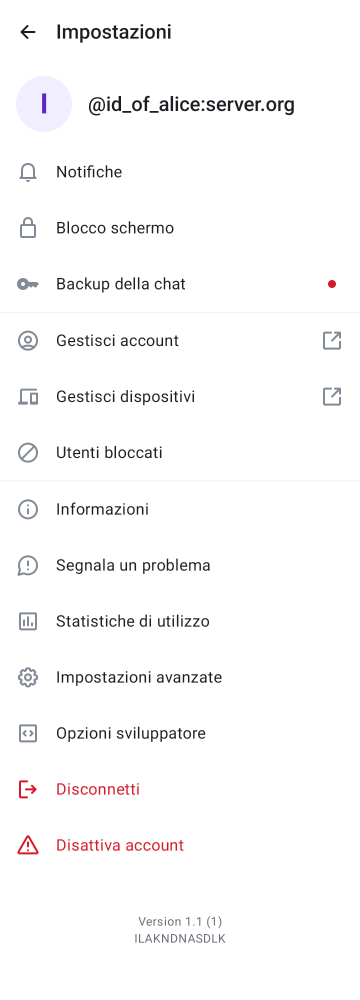 Impostazioni
I
@id_of_alice:server.org
Notifiche
Blocco schermo
Backup della chat
Gestisci account
Gestisci dispositivi
Utenti bloccati
Informazioni
Segnala un problema
Statistiche di utilizzo
Impostazioni avanzate
Opzioni sviluppatore
Disconnetti
Disattiva account
Version 1.1 (1)
ILAKNDNASDLK